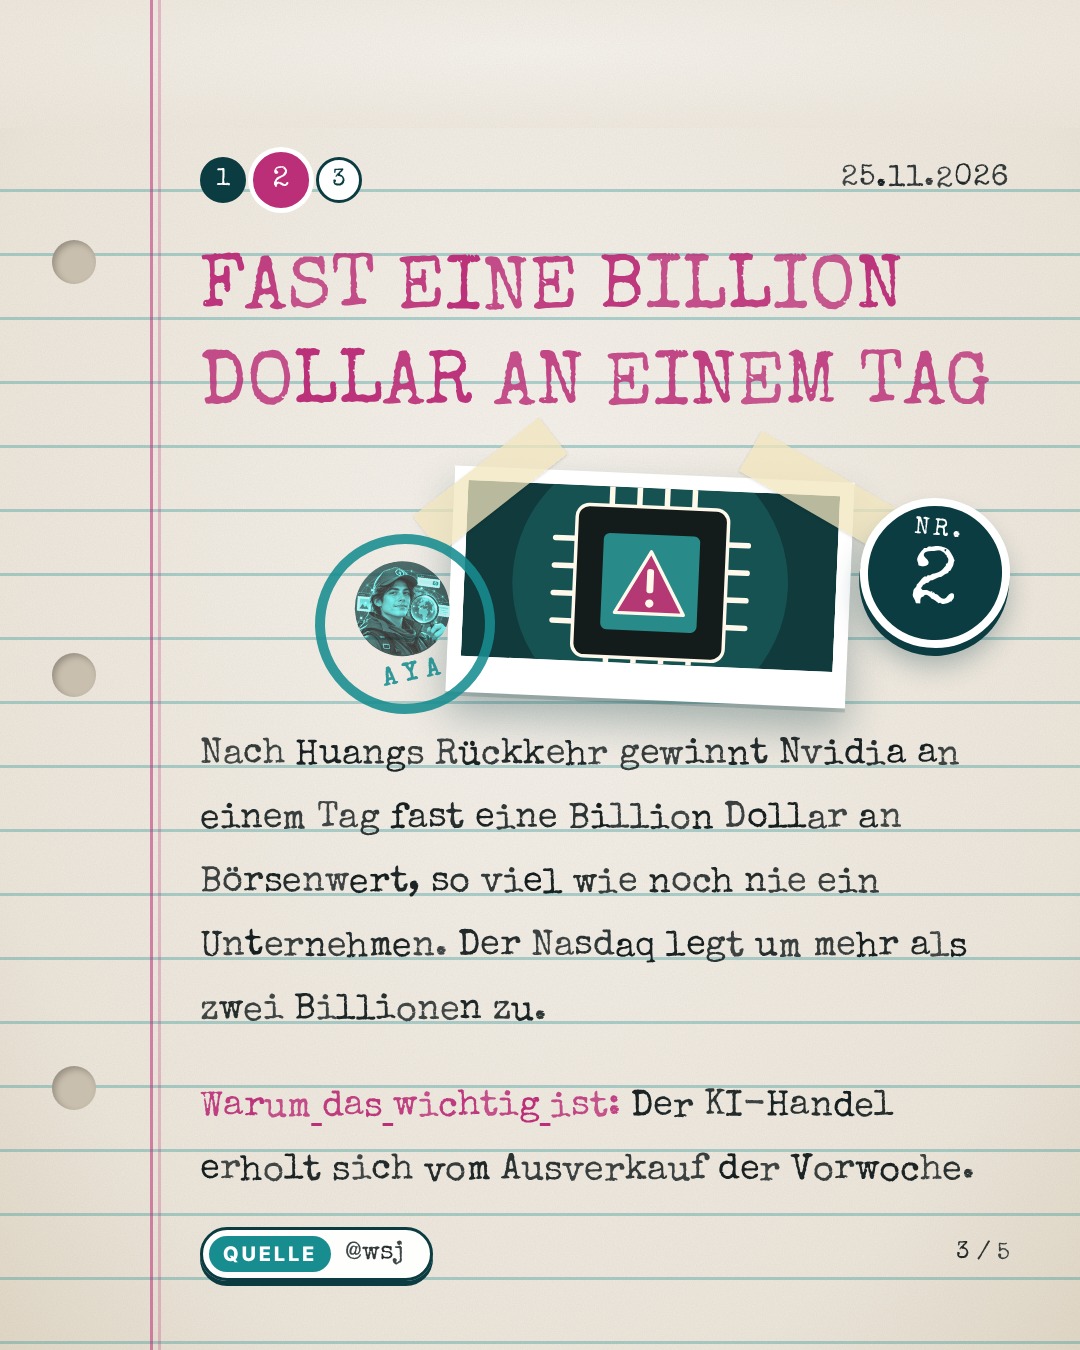 1 2 3
25.11.2026
FAST EINE BILLION
DOLLAR AN EINEM TAG
NR.
2
AYA
Nach Huangs Rückkehr gewinnt Nvidia an
einem Tag fast eine Billion Dollar an
Börsenwert, so viel wie noch nie ein
Unternehmen. Der Nasdaq legt um mehr als
zwei Billionen zu.
Warum_das_wichtig_ist: Der KI-Handel
erholt sich vom Ausverkauf der Vorwoche.
QUELLE @wsj
3 / 5